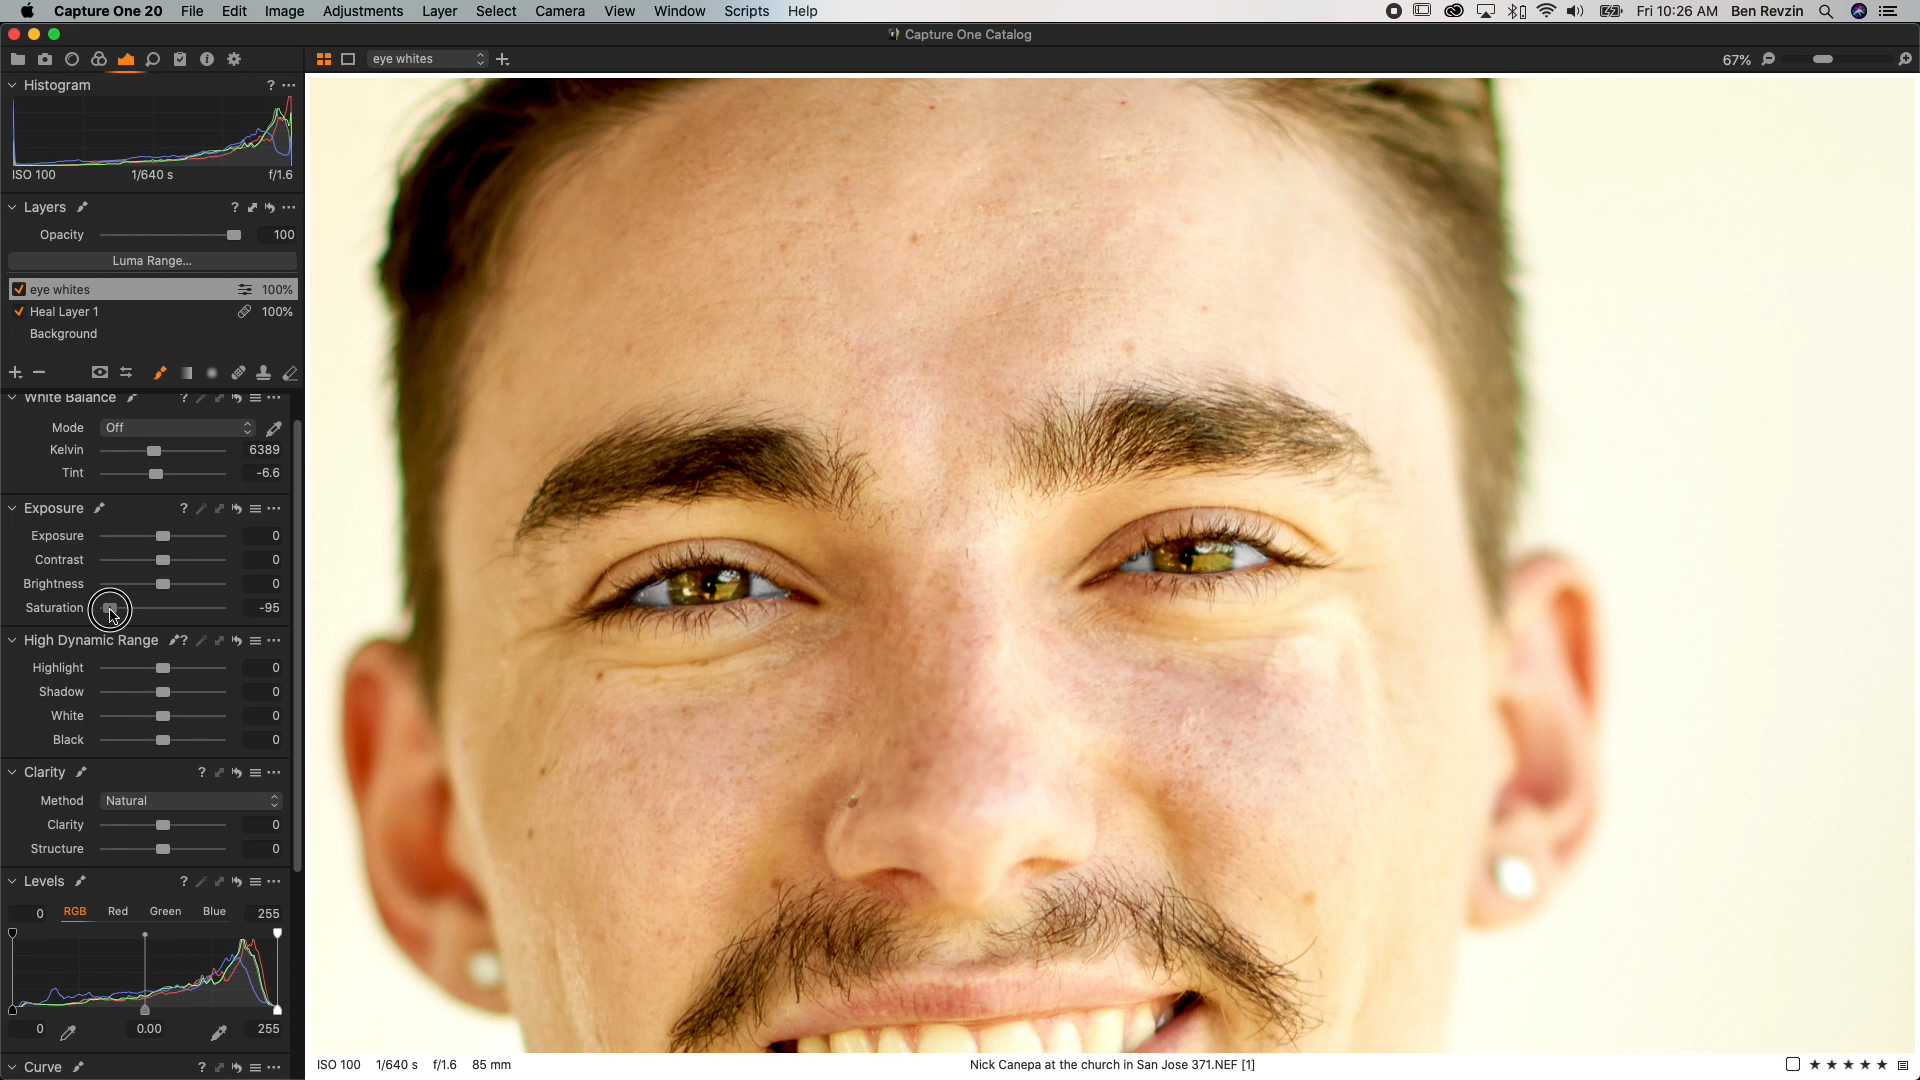 Capture One 20 File Edit Image Adjustments Layer Select Camera View Window Scripts Help Fri 10:26 AM Ben Revzin
Capture One Catalog
eye whites 67%
Histogram ?
ISO 100 1/640 s f/1.6
Layers ?
Opacity 100
Luma Range...
eye whites 100%
Heal Layer 1 100%
Background
White Balance ?
Mode Off
Kelvin 6389
Tint -6.6
Exposure ?
Exposure 0
Contrast 0
Brightness 0
Saturation -95
High Dynamic Range ?
Highlight 0
Shadow 0
White 0
Black 0
Clarity ?
Method Natural
Clarity 0
Structure 0
Levels ?
0 RGB Red Green Blue 255
0 0.00 255
Curve ?
ISO 100 1/640 s f/1.6 85 mm Nick Canepa at the church in San Jose 371.NEF [1]